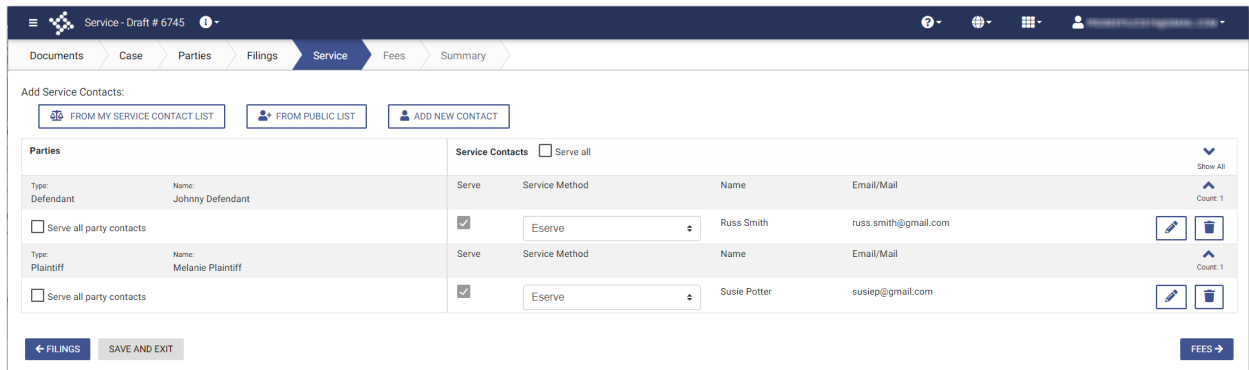 Service - Draft # 6745
Documents Case Parties Filings Service Fees Summary
Add Service Contacts:
FROM MY SERVICE CONTACT LIST FROM PUBLIC LIST ADD NEW CONTACT
Parties Service Contacts Serve all
Show All
Type: Name: Serve Service Method Name Email/Mail
Defendant Johnny Defendant Count: 1
Serve all party contacts Eserve Russ Smith russ.smith@gmail.com
Type: Name: Serve Service Method Name Email/Mail
Plaintiff Melanie Plaintiff Count: 1
Serve all party contacts Eserve Susie Potter susiep@gmail.com
FILINGS SAVE AND EXIT FEES